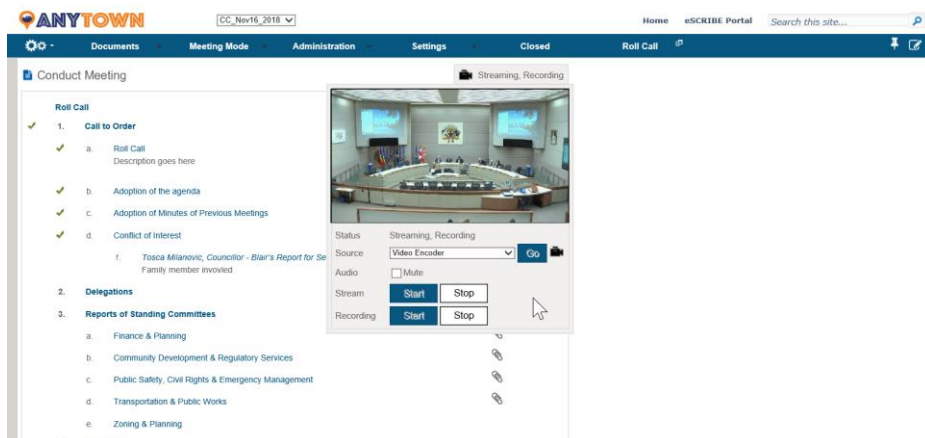 ANYTOWN
CC_Nov16_2018
Home eSCRIBE Portal Search this site...
Documents Meeting Mode Administration Settings Closed Roll Call
Conduct Meeting
Streaming, Recording
Roll Call
1. Call to Order
a. Roll Call
Description goes here
b. Adoption of the agenda
c. Adoption of Minutes of Previous Meetings
d. Conflict of Interest
1. Tosca Milanovic, Councillor - Blair's Report for Se
Family member invovled
2. Delegations
3. Reports of Standing Committees
a. Finance & Planning
b. Community Development & Regulatory Services
c. Public Safety, Civil Rights & Emergency Management
d. Transportation & Public Works
e. Zoning & Planning
Status Streaming, Recording
Source Video Encoder Go
Audio Mute
Stream Start Stop
Recording Start Stop